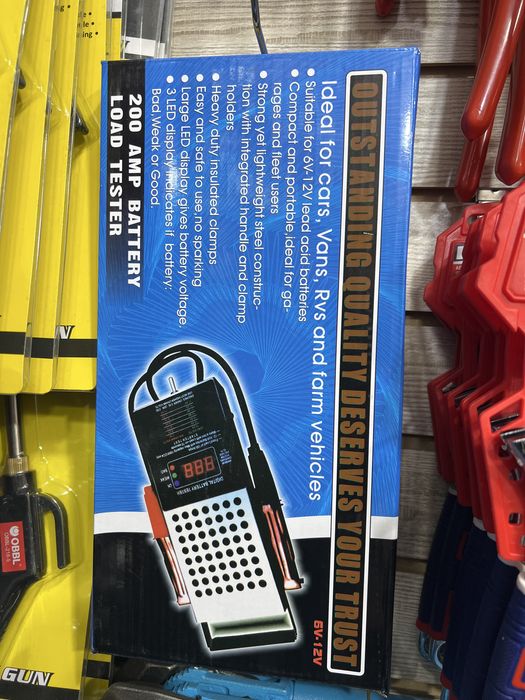 OUTSTANDING QUALITY DESERVES YOUR TRUST
Ideal for cars, Vans, Rvs and farm vehicles
• Suitable for 6V-12V lead acid batteries
• Compact and portable,ideal for ga-
rages and fleet users
• Strong yet lightweight steel construc-
tion with integrated handle and clamp
holders
• Heavy duty insulated clamps
• Easy and safe to use,no sparking
• Large LED display gives battery voltage,
• 3 LED display indicates if battery:
Bad,Weak or Good.
200 AMP BATTERY
LOAD TESTER
6V-12V
DIGITAL BATTERY TESTER
OBBL
GUN